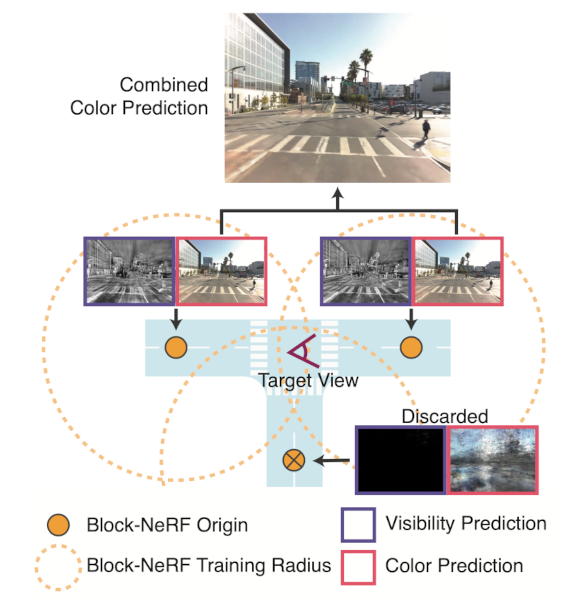 Combined
Color Prediction
Target View
Discarded
Block-NeRF Origin
Visibility Prediction
Block-NeRF Training Radius
Color Prediction